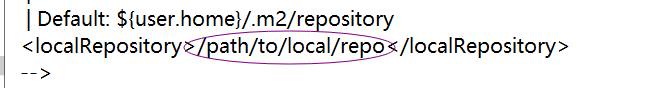 | Default: ${user.home}/.m2/repository
<localRepository>/path/to/local/repo</localRepository>
-->